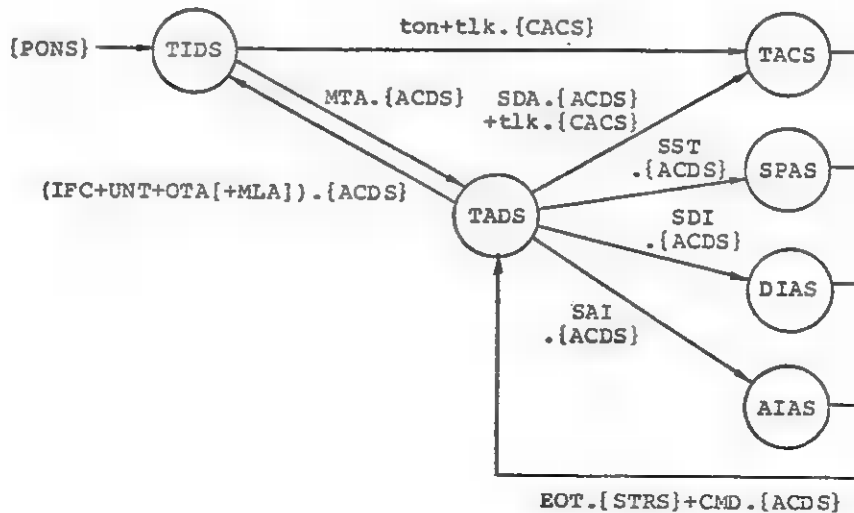 ton+tlk.{CACS}
{PONS}
TIDS
TACS
MTA.{ACDS}
SDA.{ACDS}
+tlk.{CACS}
SST
.{ACDS}
SPAS
(IFC+UNT+OTA[+MLA]).{ACDS}
TADS
SDI
.{ACDS}
DIAS
SAI
.{ACDS}
AIAS
EOT.{STRS}+CMD.{ACDS}